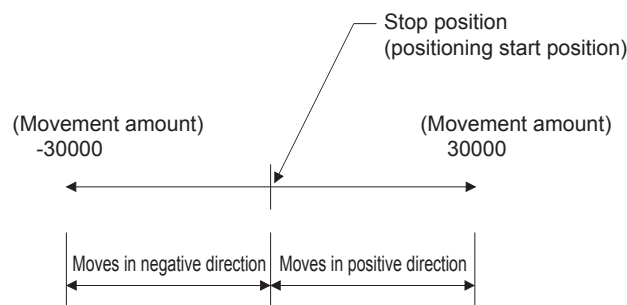 Stop position
(positioning start position)
(Movement amount)
-30000
(Movement amount)
30000
Moves in negative direction
Moves in positive direction